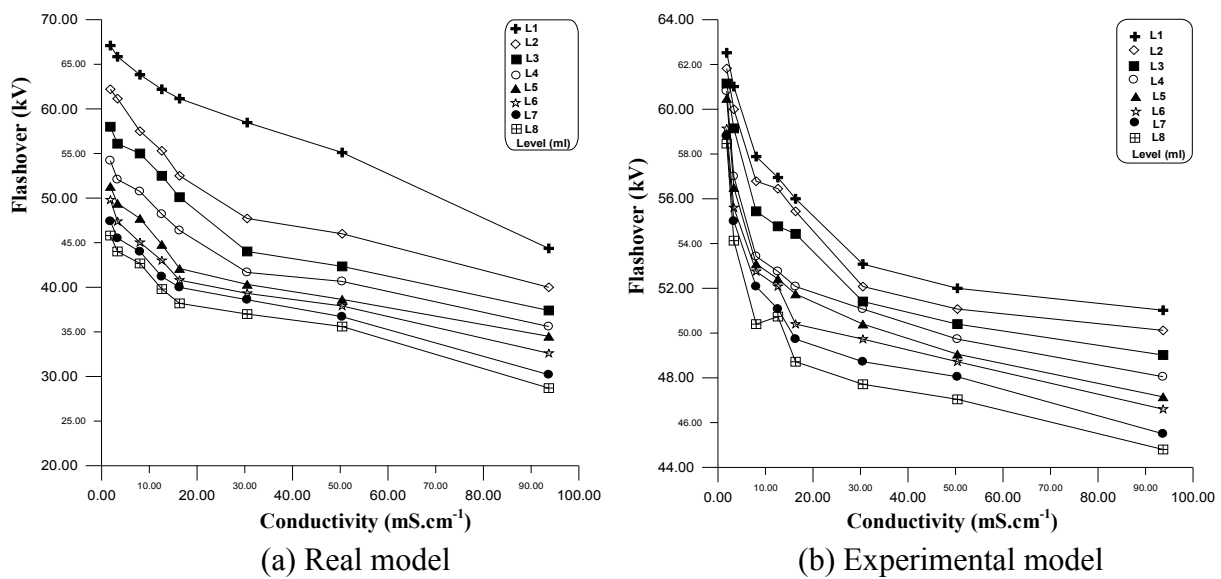 70.00
65.00
60.00
55.00
50.00
45.00
40.00
35.00
30.00
25.00
20.00
Flashover (kV)
L1
L2
L3
L4
L5
L6
L7
L8
Level (ml)
0.00
10.00
20.00
30.00
40.00
50.00
60.00
70.00
80.00
90.00
100.00
Conductivity (mS.cm⁻¹)
(a) Real model
64.00
62.00
60.00
58.00
56.00
54.00
52.00
50.00
48.00
46.00
44.00
Flashover (kV)
L1
L2
L3
L4
L5
L6
L7
L8
Level (ml)
0.00
10.00
20.00
30.00
40.00
50.00
60.00
70.00
80.00
90.00
100.00
Conductivity (mS.cm⁻¹)
(b) Experimental model